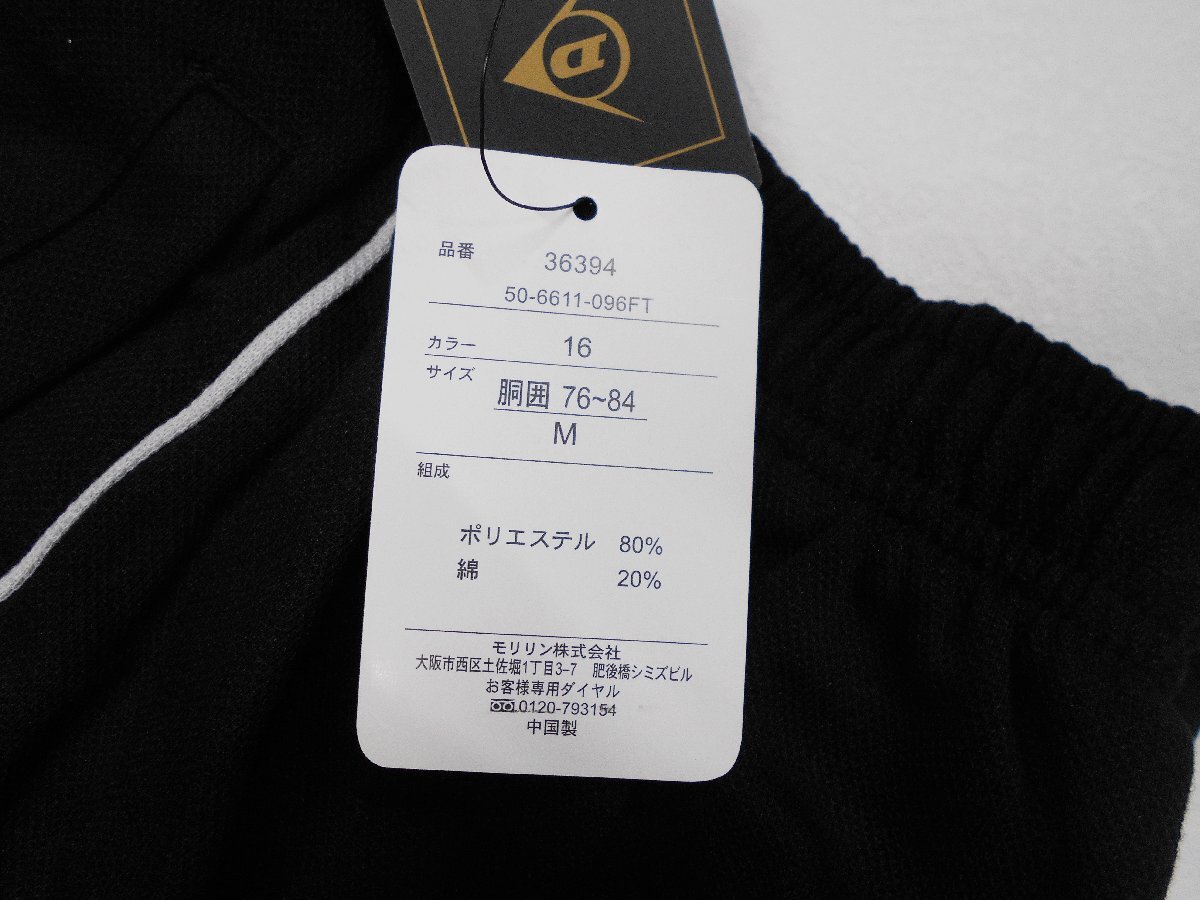 D
品番 36394
50-6611-096FT
カラー 16
サイズ 胴囲 76~84
M
組成
ポリエステル 80%
綿 20%
モリリン株式会社
大阪市西区土佐堀1丁目3-7 肥後橋シミズビル
お客様専用ダイヤル
0120-793154
中国製